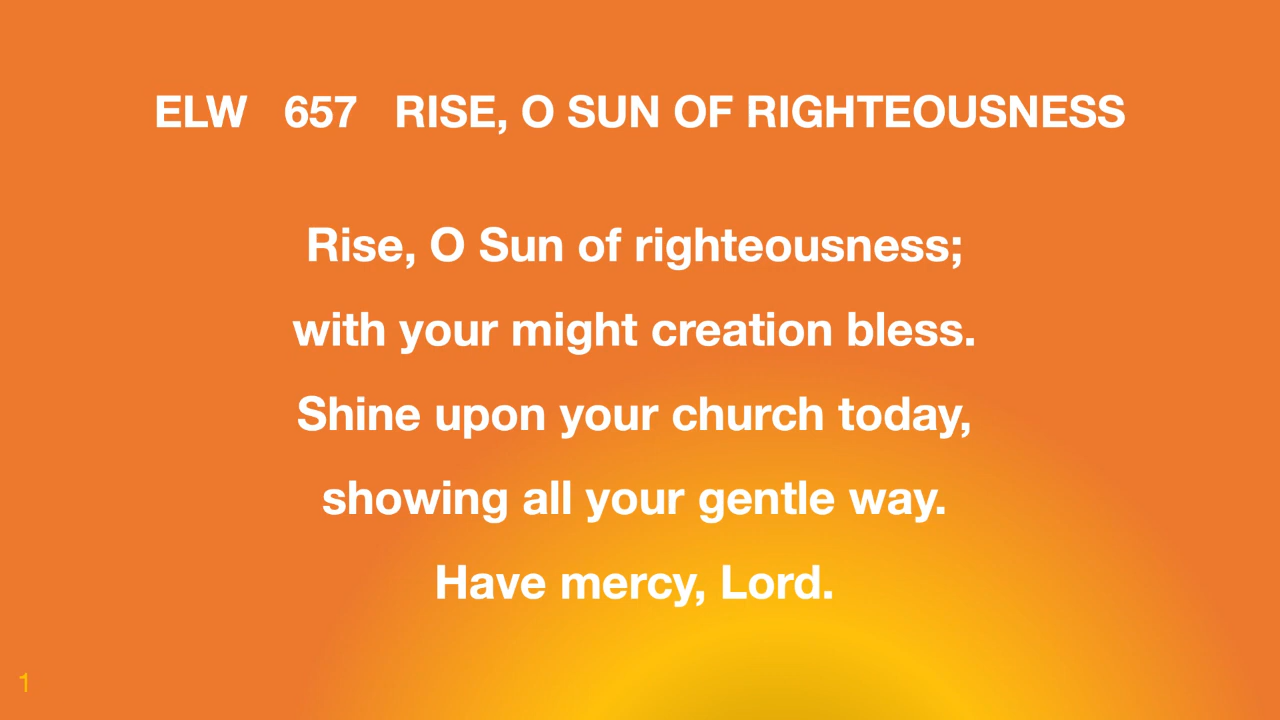 ELW 657 RISE, O SUN OF RIGHTEOUSNESS
Rise, O Sun of righteousness;
with your might creation bless.
Shine upon your church today,
showing all your gentle way.
Have mercy, Lord.
1